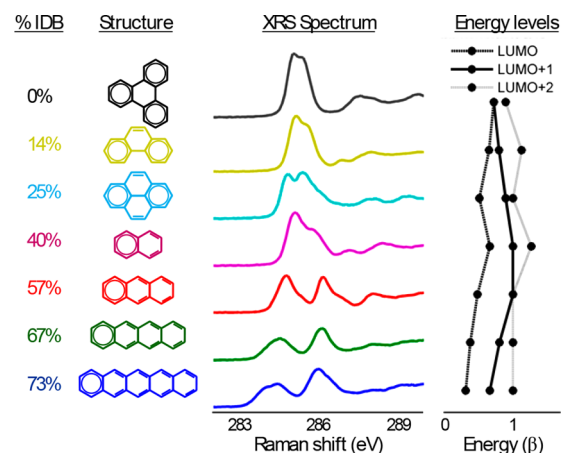 % IDB Structure XRS Spectrum Energy levels
LUMO
LUMO+1
LUMO+2
0%
14%
25%
40%
57%
67%
73%
283 286 289 0 1
Raman shift (eV) Energy (β)